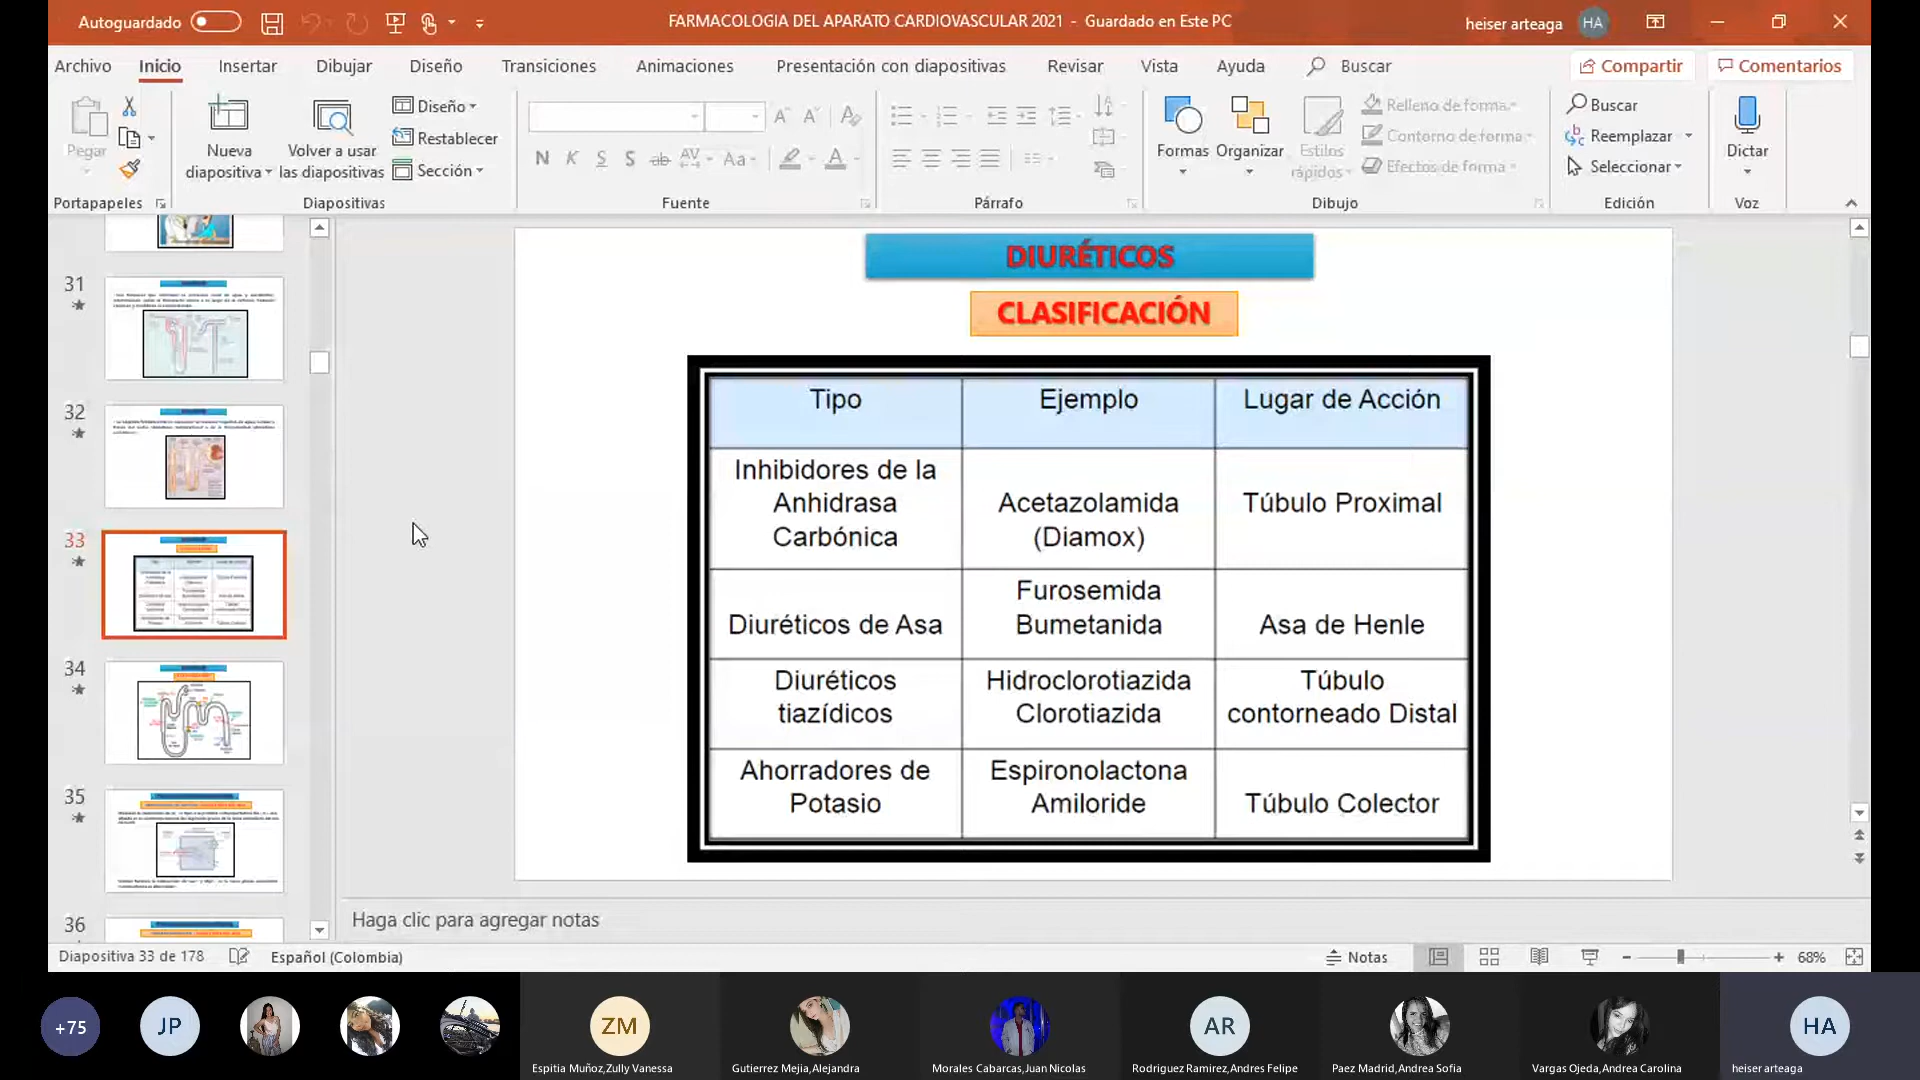 Autoguardado
FARMACOLOGIA DEL APARATO CARDIOVASCULAR 2021 - Guardado en Este PC
heiser arteaga
HA
Archivo Inicio Insertar Dibujar Diseño Transiciones Animaciones Presentación con diapositivas Revisar Vista Ayuda Buscar Compartir Comentarios
Pegar
Portapapeles
Nueva
diapositiva
Volver a usar
las diapositivas
Diseño
Restablecer
Sección
Diapositivas
N K S S ab AV Aa A
Fuente
Párrafo
Formas
Organizar
Estilos
rápidos
Relleno de forma
Contorno de forma
Efectos de forma
Dibujo
Buscar
Reemplazar
Seleccionar
Edición
Dictar
Voz
31
32
33
34
35
36
DIURÉTICOS
CLASIFICACIÓN
Tipo Ejemplo Lugar de Acción
Inhibidores de la
Anhidrasa
Carbónica
Acetazolamida
(Diamox)
Túbulo Proximal
Diuréticos de Asa
Furosemida
Bumetanida
Asa de Henle
Diuréticos
tiazídicos
Hidroclorotiazida
Clorotiazida
Túbulo
contorneado Distal
Ahorradores de
Potasio
Espironolactona
Amiloride
Túbulo Colector
Haga clic para agregar notas
Diapositiva 33 de 178
Español (Colombia)
Notas
68%
+75
JP
ZM
AR
HA
Espitia Muñoz,Zully Vanessa
Gutierrez Mejia,Alejandra
Morales Cabarcas,Juan Nicolas
Rodriguez Ramirez,Andres Felipe
Paez Madrid,Andrea Sofia
Vargas Ojeda,Andrea Carolina
heiser arteaga